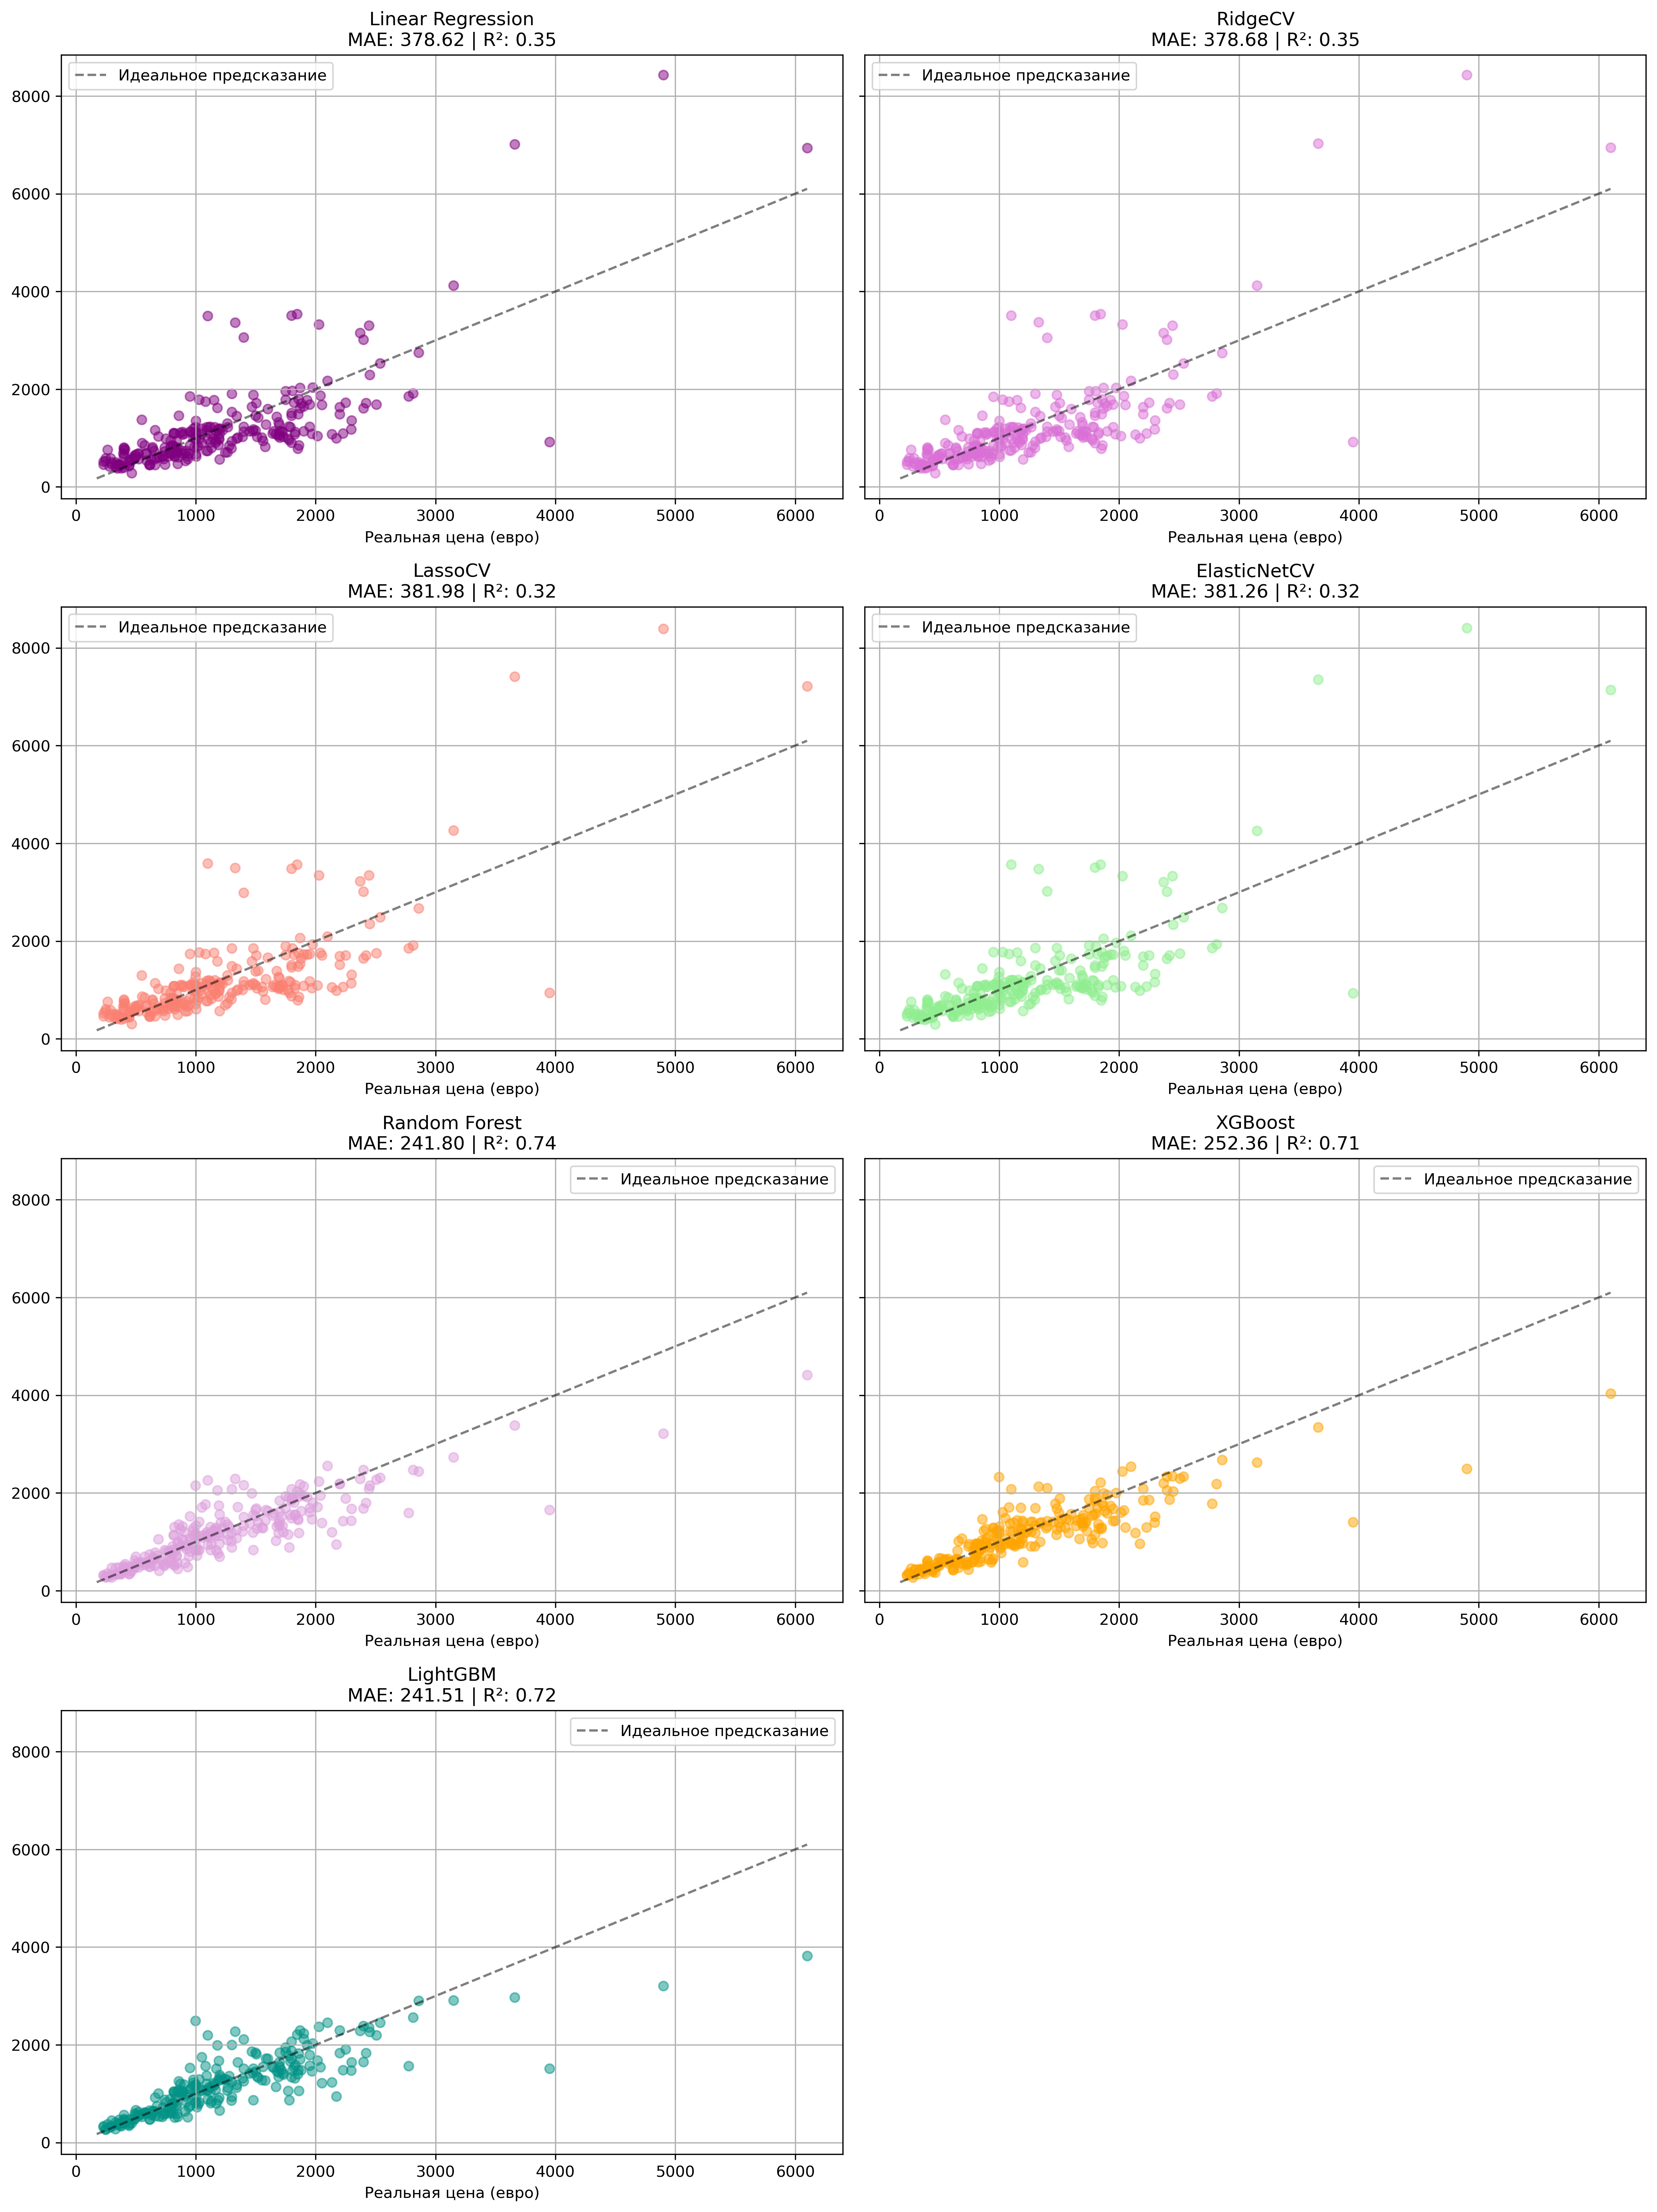 Linear Regression
MAE: 378.62 | R²: 0.35
Идеальное предсказание
8000
6000
4000
2000
0
0 1000 2000 3000 4000 5000 6000
Реальная цена (евро)
RidgeCV
MAE: 378.68 | R²: 0.35
Идеальное предсказание
0 1000 2000 3000 4000 5000 6000
Реальная цена (евро)
LassoCV
MAE: 381.98 | R²: 0.32
Идеальное предсказание
8000
6000
4000
2000
0
0 1000 2000 3000 4000 5000 6000
Реальная цена (евро)
ElasticNetCV
MAE: 381.26 | R²: 0.32
Идеальное предсказание
0 1000 2000 3000 4000 5000 6000
Реальная цена (евро)
Random Forest
MAE: 241.80 | R²: 0.74
Идеальное предсказание
8000
6000
4000
2000
0
0 1000 2000 3000 4000 5000 6000
Реальная цена (евро)
XGBoost
MAE: 252.36 | R²: 0.71
Идеальное предсказание
0 1000 2000 3000 4000 5000 6000
Реальная цена (евро)
LightGBM
MAE: 241.51 | R²: 0.72
Идеальное предсказание
8000
6000
4000
2000
0
0 1000 2000 3000 4000 5000 6000
Реальная цена (евро)